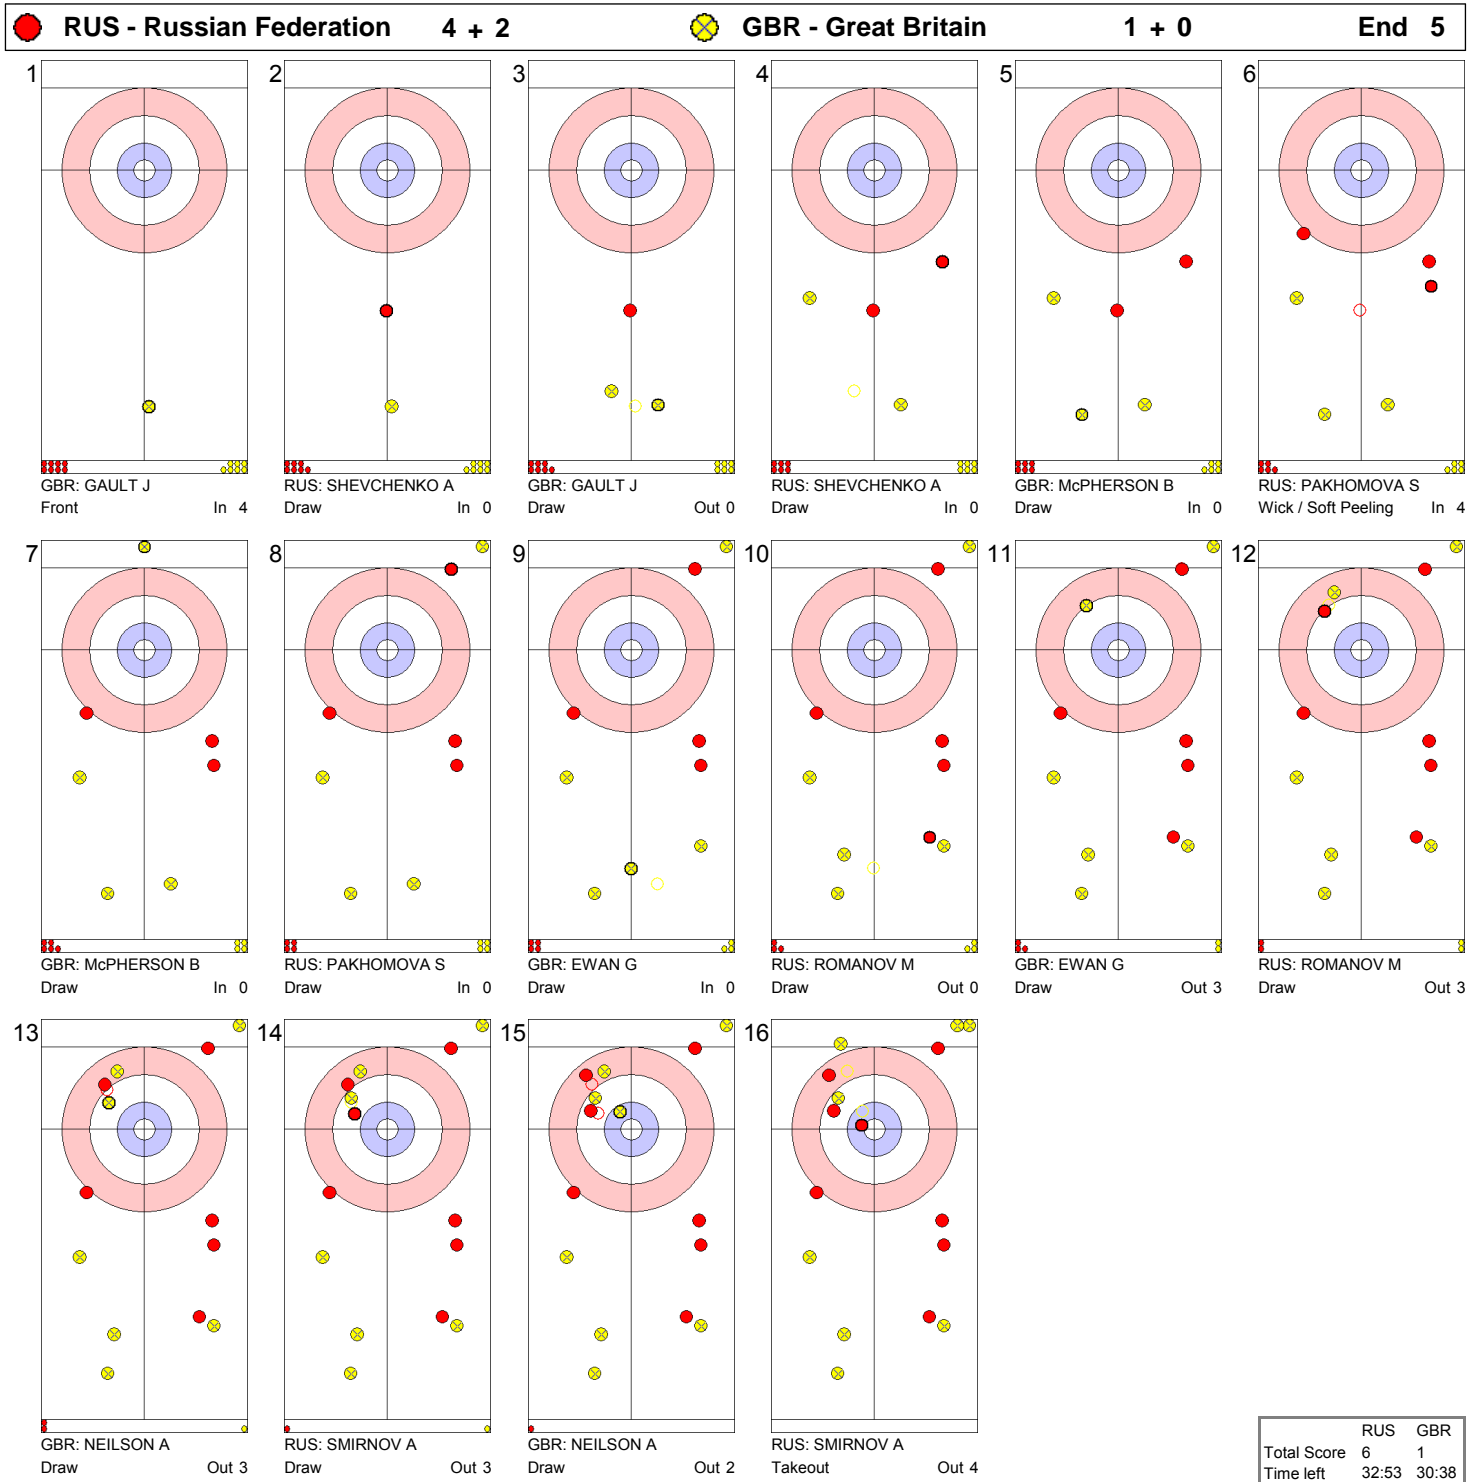 RUS - Russian Federation 4 + 2 GBR - Great Britain 1 + 0 End 5
1 2 3 4 5 6
GBR: GAULT J RUS: SHEVCHENKO A GBR: GAULT J RUS: SHEVCHENKO A GBR: McPHERSON B RUS: PAKHOMOVA S
Front In 4 Draw In 0 Draw Out 0 Draw In 0 Draw In 0 Wick / Soft Peeling In 4
7 8 9 10 11 12
GBR: McPHERSON B RUS: PAKHOMOVA S GBR: EWAN G RUS: ROMANOV M GBR: EWAN G RUS: ROMANOV M
Draw In 0 Draw In 0 Draw In 0 Draw Out 0 Draw Out 3 Draw Out 3
13 14 15 16
GBR: NEILSON A RUS: SMIRNOV A GBR: NEILSON A RUS: SMIRNOV A
Draw Out 3 Draw Out 3 Draw Out 2 Takeout Out 4
RUS GBR
Total Score 6 1
Time left 32:53 30:38